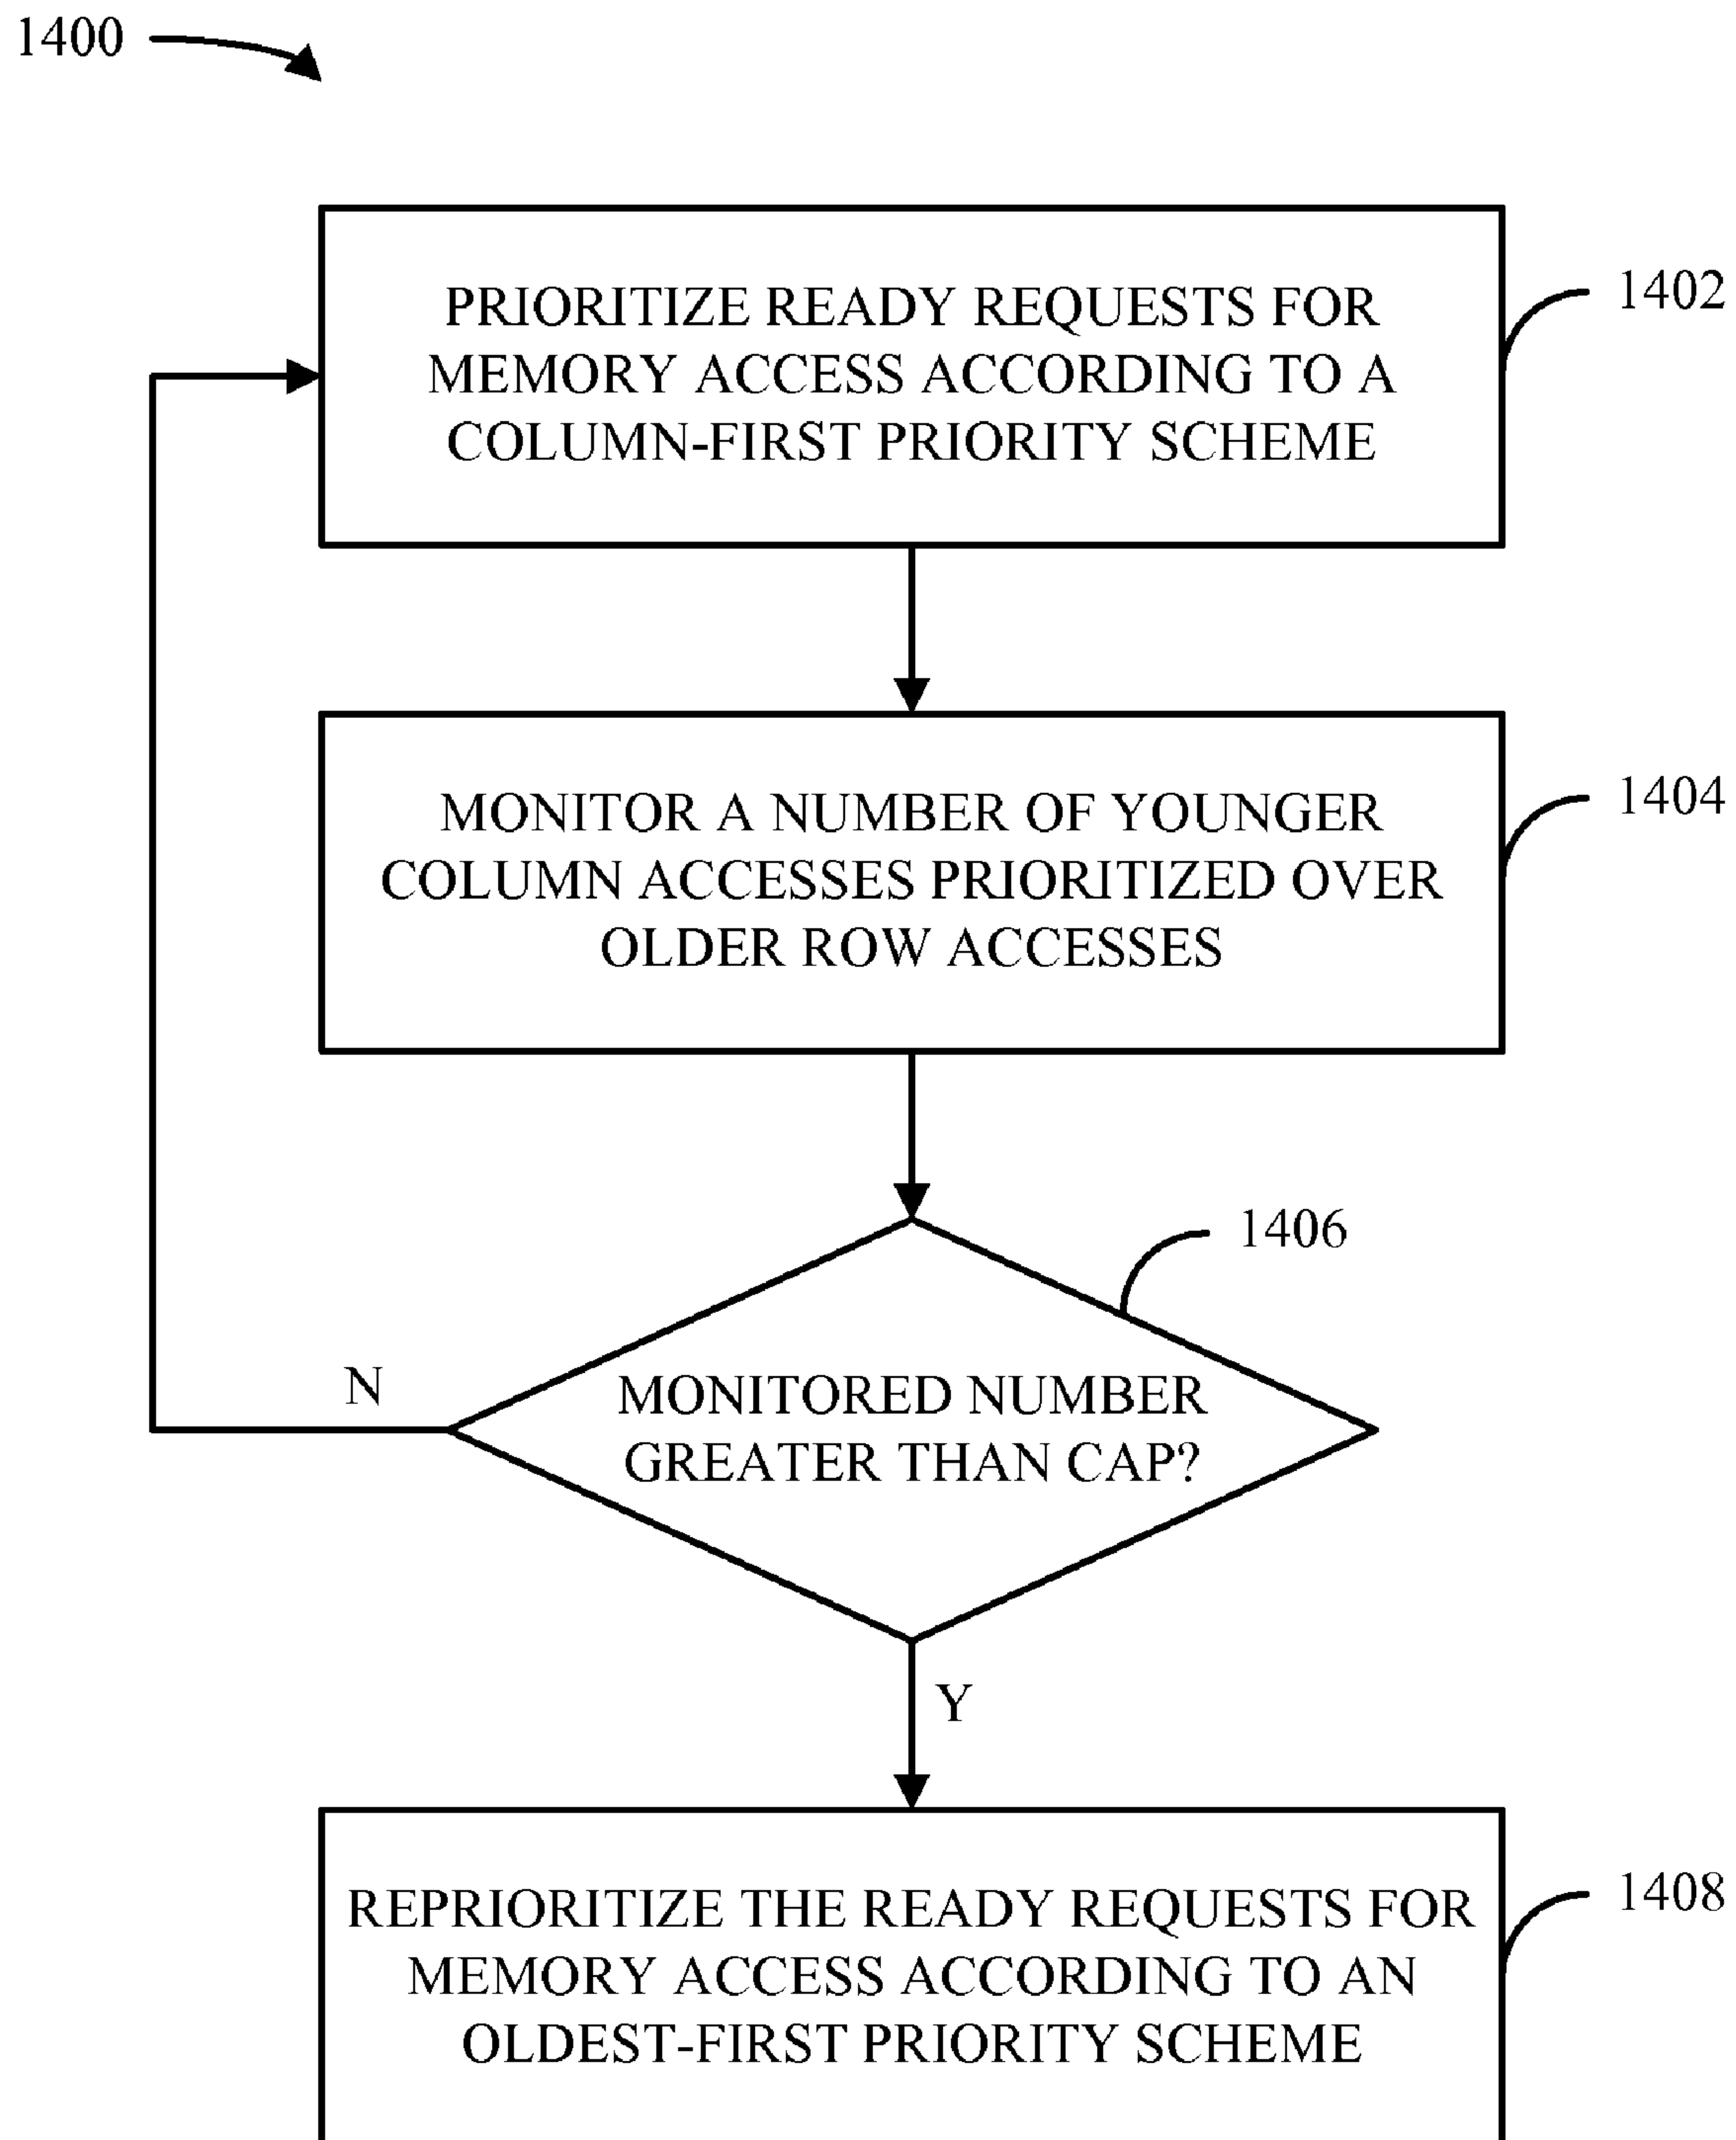 1400
PRIORITIZE READY REQUESTS FOR
MEMORY ACCESS ACCORDING TO A
COLUMN-FIRST PRIORITY SCHEME
1402
MONITOR A NUMBER OF YOUNGER
COLUMN ACCESSES PRIORITIZED OVER
OLDER ROW ACCESSES
1404
1406
MONITORED NUMBER
GREATER THAN CAP?
N
Y
REPRIORITIZE THE READY REQUESTS FOR
MEMORY ACCESS ACCORDING TO AN
OLDEST-FIRST PRIORITY SCHEME
1408